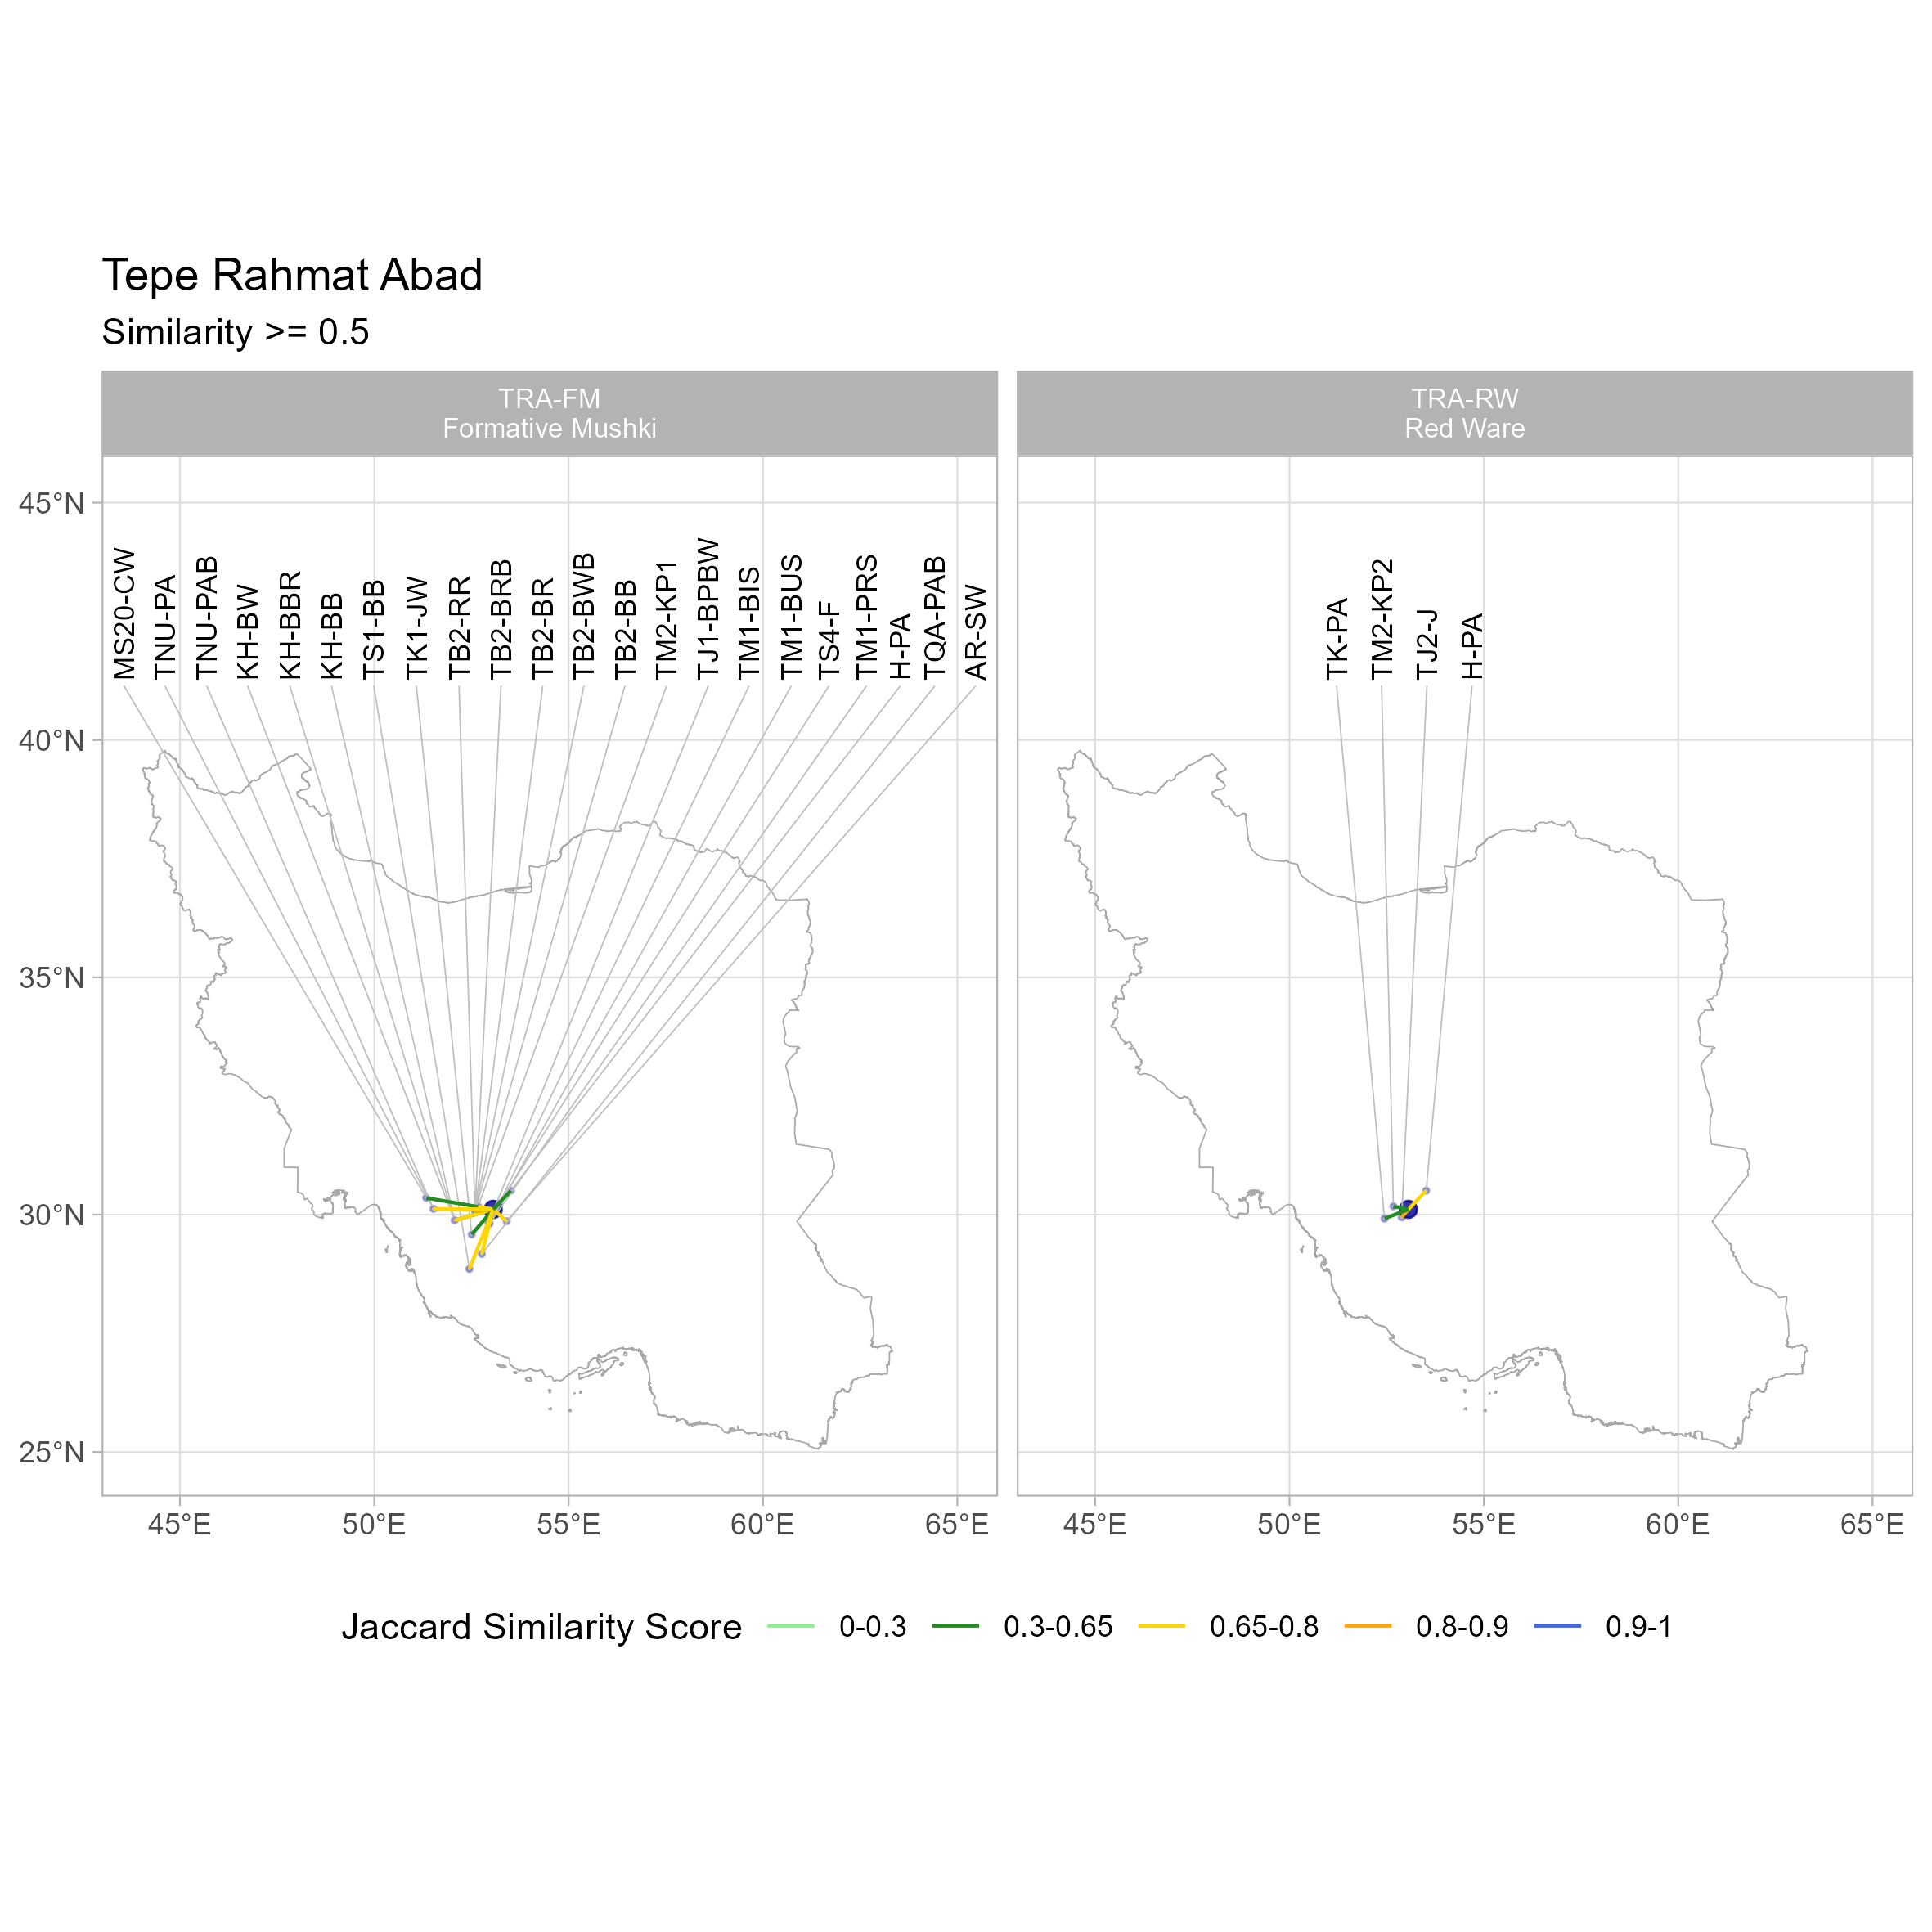 Tepe Rahmat Abad
Similarity >= 0.5
TRA-FM
Formative Mushki
TRA-RW
Red Ware
45°N
40°N
35°N
30°N
25°N
MS20-CW
TNU-PA
TNU-PAB
KH-BW
KH-BBR
KH-BB
TS1-BB
TK1-JW
TB2-RR
TB2-BRB
TB2-BR
TB2-BWB
TB2-BB
TM2-KP1
TJ1-BPBW
TM1-BIS
TM1-BUS
TS4-F
TM1-PRS
H-PA
TQA-PAB
AR-SW
TK-PA
TM2-KP2
TJ2-J
H-PA
45°E 50°E 55°E 60°E 65°E
45°E 50°E 55°E 60°E 65°E
Jaccard Similarity Score 0-0.3 0.3-0.65 0.65-0.8 0.8-0.9 0.9-1